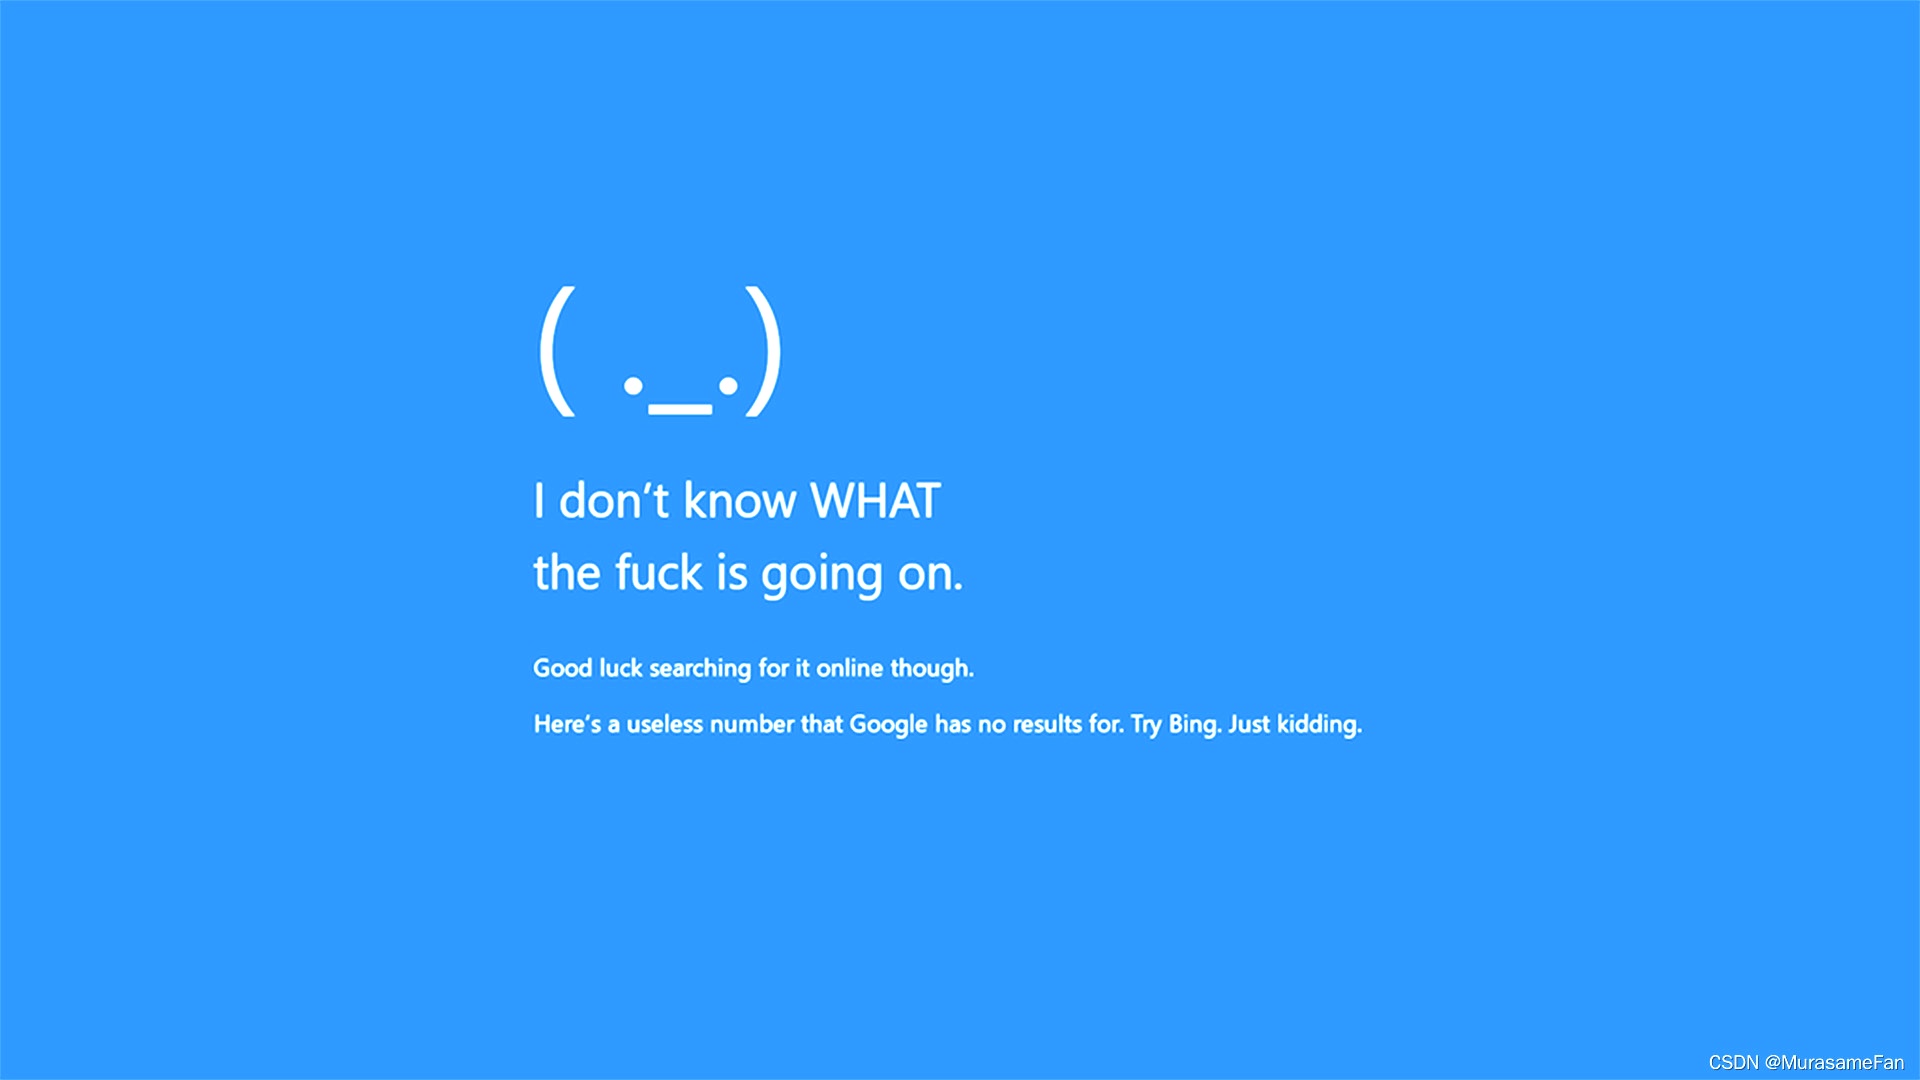 ( ._.)
I don’t know WHAT
the fuck is going on.
Good luck searching for it online though.
Here’s a useless number that Google has no results for. Try Bing. Just kidding.
CSDN @MurasameFan